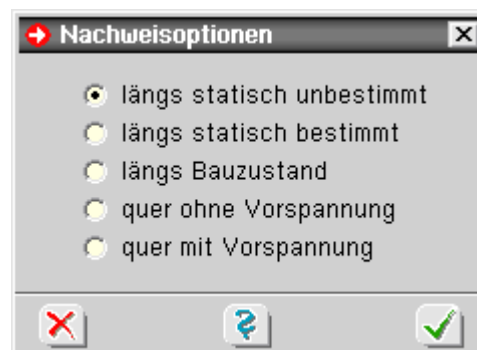 Nachweisoptionen
längs statisch unbestimmt
längs statisch bestimmt
längs Bauzustand
quer ohne Vorspannung
quer mit Vorspannung